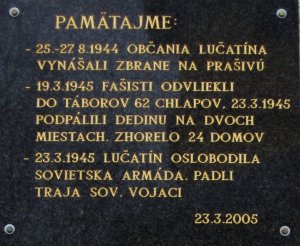 PAMÄTAJME:
- 25.-27.8.1944 OBČANIA LUČATÍNA
VYNÁŠALI ZBRANE NA PRAŠIVÚ
- 19.3.1945 FAŠISTI ODVLIEKLI
DO TÁBOROV 62 CHLAPOV. 23.3.1945
PODPÁLILI DEDINU NA DVOCH
MIESTACH. ZHORELO 24 DOMOV
- 23.3.1945 LUČATÍN OSLOBODILA
SOVIETSKA ARMÁDA. PADLI
TRAJA SOV. VOJACI
23.3.2005